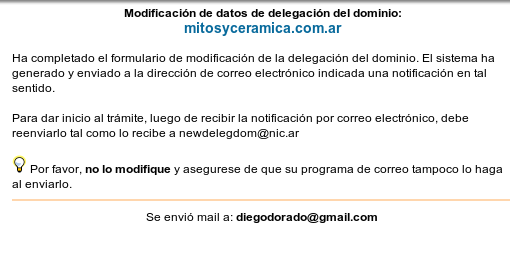 Modificación de datos de delegación del dominio:
mitosyceramica.com.ar
Ha completado el formulario de modificación de la delegación del dominio. El sistema ha
generado y enviado a la dirección de correo electrónico indicada una notificación en tal
sentido.
Para dar inicio al trámite, luego de recibir la notificación por correo electrónico, debe
reenviarlo tal como lo recibe a newdelegdom@nic.ar
Por favor, no lo modifique y asegurese de que su programa de correo tampoco lo haga
al enviarlo.
Se envió mail a: diegodorado@gmail.com